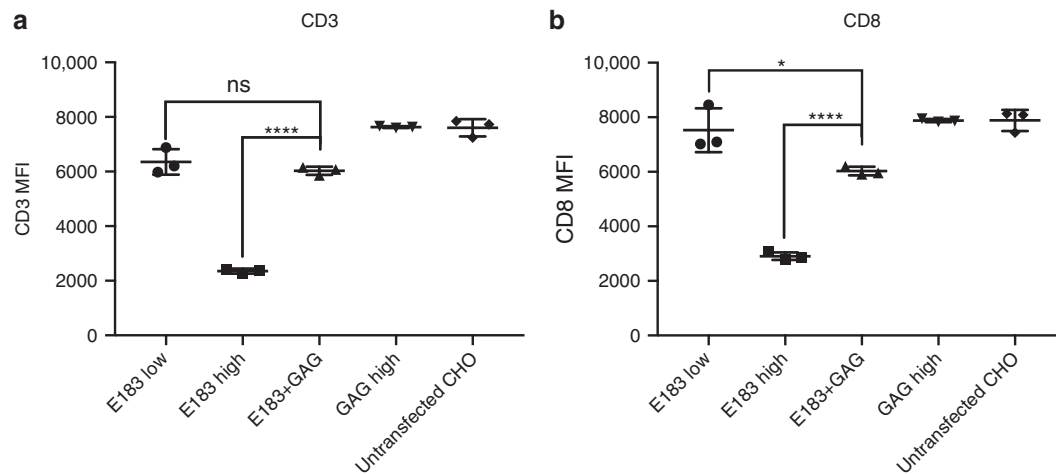 a
CD3
CD3 MFI
10,000
8000
6000
4000
2000
0
ns
****
E183 low
E183 high
E183+GAG
GAG high
Untransfected CHO
b
CD8
CD8 MFI
10,000
8000
6000
4000
2000
0
*
****
E183 low
E183 high
E183+GAG
GAG high
Untransfected CHO